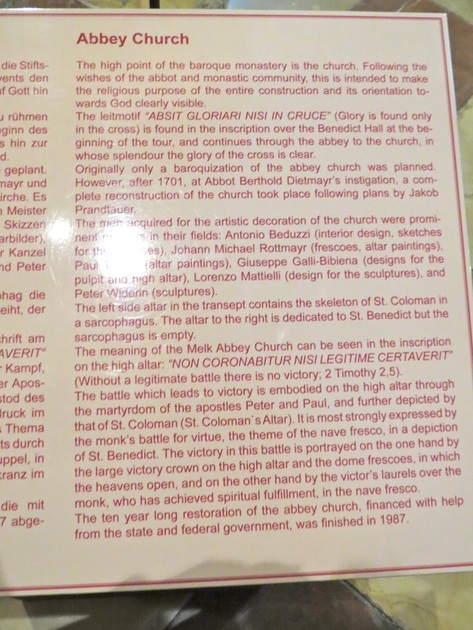 Abbey Church
The high point of the baroque monastery is the church. Following the
wishes of the abbot and monastic community, this is intended to make
the religious purpose of the entire construction and its orientation to-
wards God clearly visible.
The leitmotif "ABSIT GLORIARI NISI IN CRUCE" (Glory is found only
in the cross) is found in the inscription over the Benedict Hall at the be-
ginning of the tour, and continues through the abbey to the church, in
whose splendour the glory of the cross is clear.
Originally only a baroquization of the abbey church was planned.
However, after 1701, at Abbot Berthold Dietmayr's instigation, a com-
plete reconstruction of the church took place following plans by Jakob
Prandtauer.
The men acquired for the artistic decoration of the church were promi-
nent in their fields: Antonio Beduzzi (interior design, sketches
for the), Johann Michael Rottmayr (frescoes, altar paintings),
Paul (altar paintings), Giuseppe Galli-Bibiena (designs for the
pulpit and high altar), Lorenzo Mattielli (design for the sculptures), and
Peter Widerin (sculptures).
The left side altar in the transept contains the skeleton of St. Coloman in
a sarcophagus. The altar to the right is dedicated to St. Benedict but the
sarcophagus is empty.
The meaning of the Melk Abbey Church can be seen in the inscription
on the high altar: "NON CORONABITUR NISI LEGITIME CERTAVERIT"
(Without a legitimate battle there is no victory; 2 Timothy 2,5).
The battle which leads to victory is embodied on the high altar through
the martyrdom of the apostles Peter and Paul, and further depicted by
that of St. Coloman (St. Coloman`s Altar). It is most strongly expressed by
the monk's battle for virtue, the theme of the nave fresco, in a depiction
of St. Benedict. The victory in this battle is portrayed on the one hand by
the large victory crown on the high altar and the dome frescoes, in which
the heavens open, and on the other hand by the victor's laurels over the
monk, who has achieved spiritual fulfillment, in the nave fresco.
The ten year long restoration of the abbey church, financed with help
from the state and federal government, was finished in 1987.